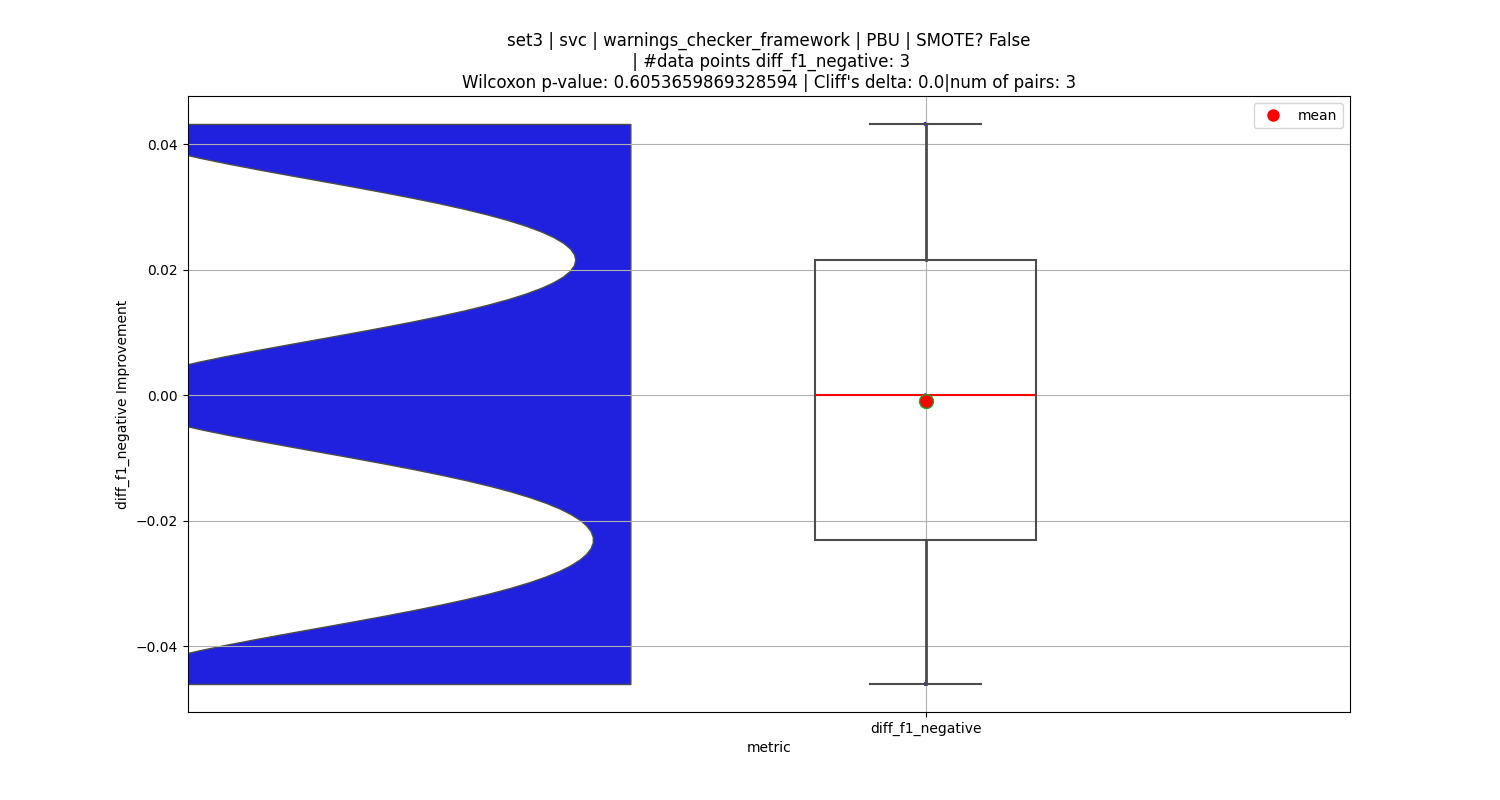 set3 | svc | warnings_checker_framework | PBU | SMOTE? False
| #data points diff_f1_negative: 3
Wilcoxon p-value: 0.6053659869328594 | Cliff's delta: 0.0|num of pairs: 3
mean
0.04
0.02
0.00
−0.02
−0.04
diff_f1_negative Improvement
diff_f1_negative
metric